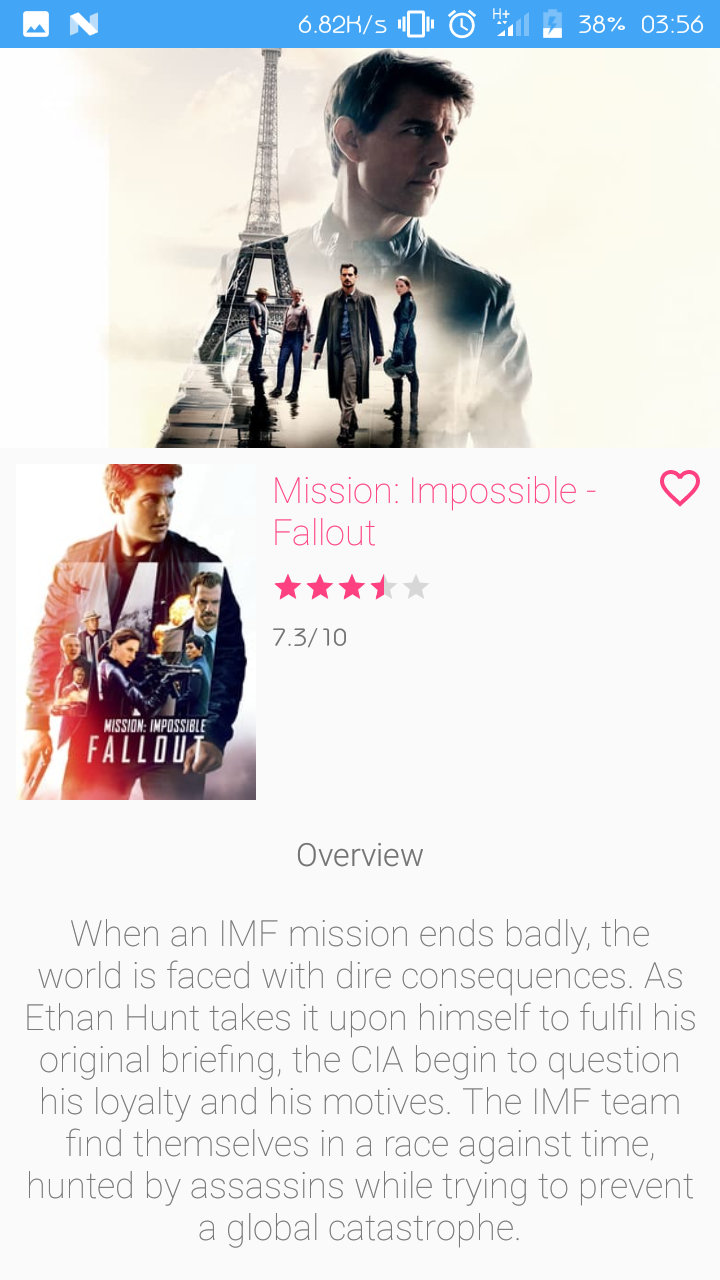 6.82K/s H+ 38% 03:56
Mission: Impossible -
Fallout
7.3/10
MISSION: IMPOSSIBLE
FALLOUT
Overview
When an IMF mission ends badly, the
world is faced with dire consequences. As
Ethan Hunt takes it upon himself to fulfil his
original briefing, the CIA begin to question
his loyalty and his motives. The IMF team
find themselves in a race against time,
hunted by assassins while trying to prevent
a global catastrophe.